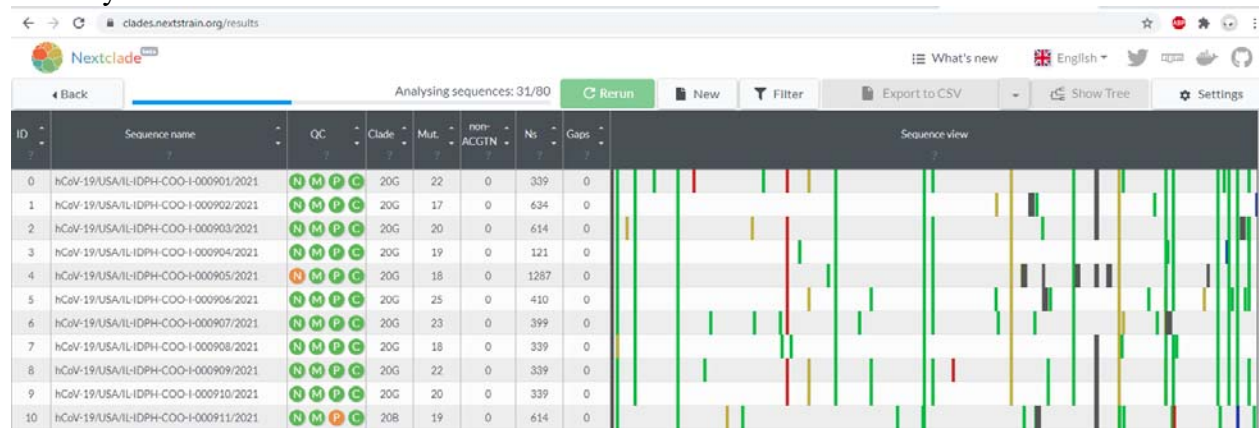 clades.nextstrain.org/results
Nextclade beta What's new English
Back Analysing sequences: 31/80 Rerun New Filter Export to CSV Show Tree Settings
ID Sequence name QC Clade Mut. non-ACGTN Ns Gaps Sequence view
? ? ? ? ? ? ? ? ?
0 hCoV-19/USA/IL-IDPH-COO-I-000901/2021 N M P C 20G 22 0 339 0
1 hCoV-19/USA/IL-IDPH-COO-I-000902/2021 N M P C 20G 17 0 634 0
2 hCoV-19/USA/IL-IDPH-COO-I-000903/2021 N M P C 20G 20 0 614 0
3 hCoV-19/USA/IL-IDPH-COO-I-000904/2021 N M P C 20G 19 0 121 0
4 hCoV-19/USA/IL-IDPH-COO-I-000905/2021 N M P C 20G 18 0 1287 0
5 hCoV-19/USA/IL-IDPH-COO-I-000906/2021 N M P C 20G 25 0 410 0
6 hCoV-19/USA/IL-IDPH-COO-I-000907/2021 N M P C 20G 23 0 399 0
7 hCoV-19/USA/IL-IDPH-COO-I-000908/2021 N M P C 20G 18 0 339 0
8 hCoV-19/USA/IL-IDPH-COO-I-000909/2021 N M P C 20G 22 0 339 0
9 hCoV-19/USA/IL-IDPH-COO-I-000910/2021 N M P C 20G 20 0 339 0
10 hCoV-19/USA/IL-IDPH-COO-I-000911/2021 N M P C 20B 19 0 614 0